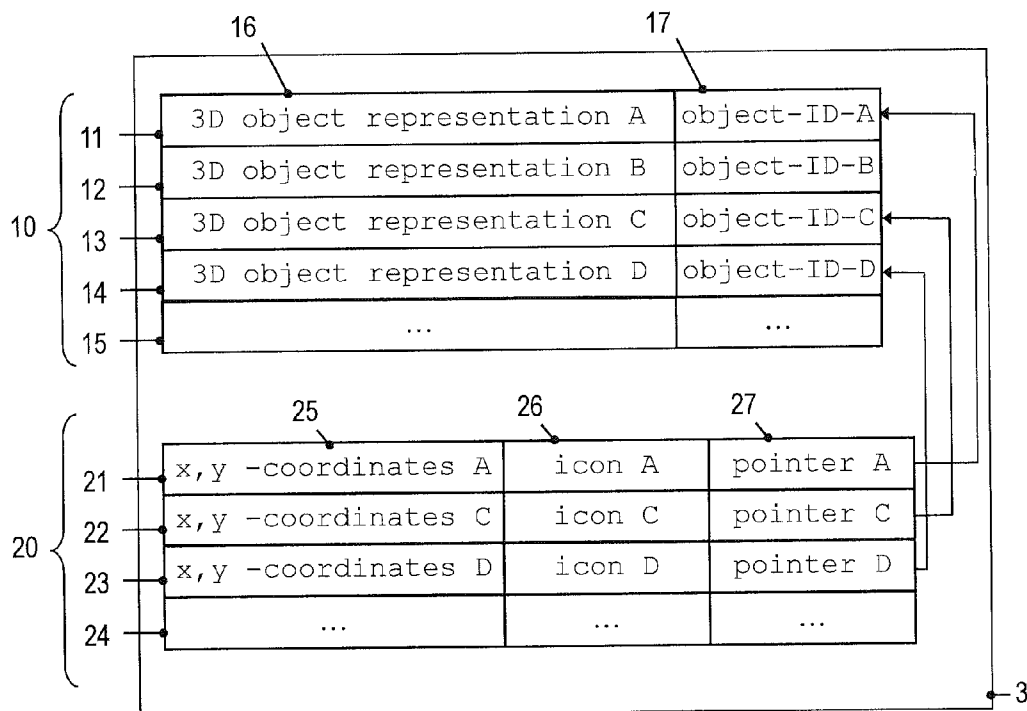 16 17
11 3D object representation A object-ID-A
12 3D object representation B object-ID-B
10
13 3D object representation C object-ID-C
14 3D object representation D object-ID-D
15 ... ...
25 26 27
21 x,y -coordinates A icon A pointer A
22 x,y -coordinates C icon C pointer C
20
23 x,y -coordinates D icon D pointer D
24 ... ... ...
3